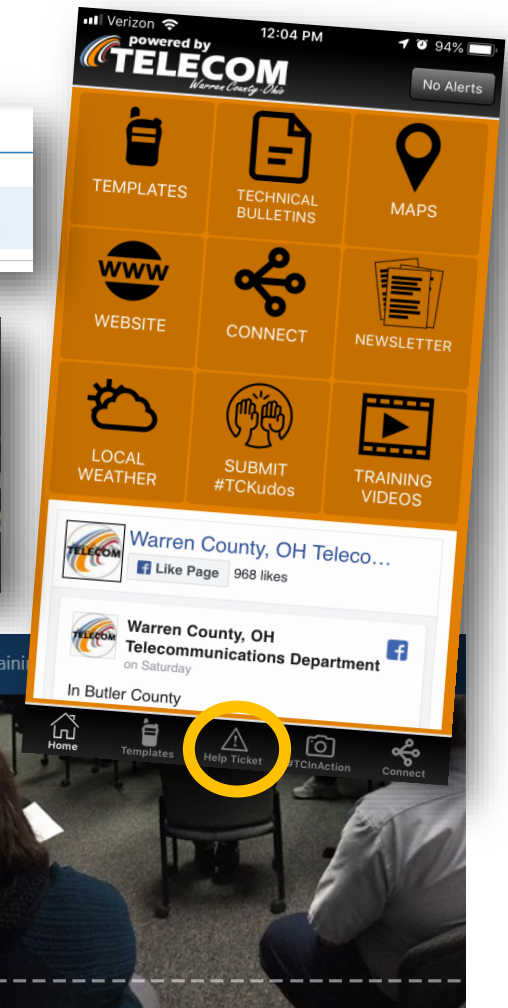 Verizon 12:04 PM 94%
powered by
TELECOM
Warren County - Ohio
No Alerts
TEMPLATES
TECHNICAL
BULLETINS
MAPS
WWW
WEBSITE
CONNECT
NEWSLETTER
LOCAL
WEATHER
SUBMIT
#TCKudos
TRAINING
VIDEOS
TELECOM
Warren County, OH Teleco...
Like Page 968 likes
TELECOM
Warren County, OH
Telecommunications Department
on Saturday
In Butler County
Home
Templates
Help Ticket
#TCInAction
Connect